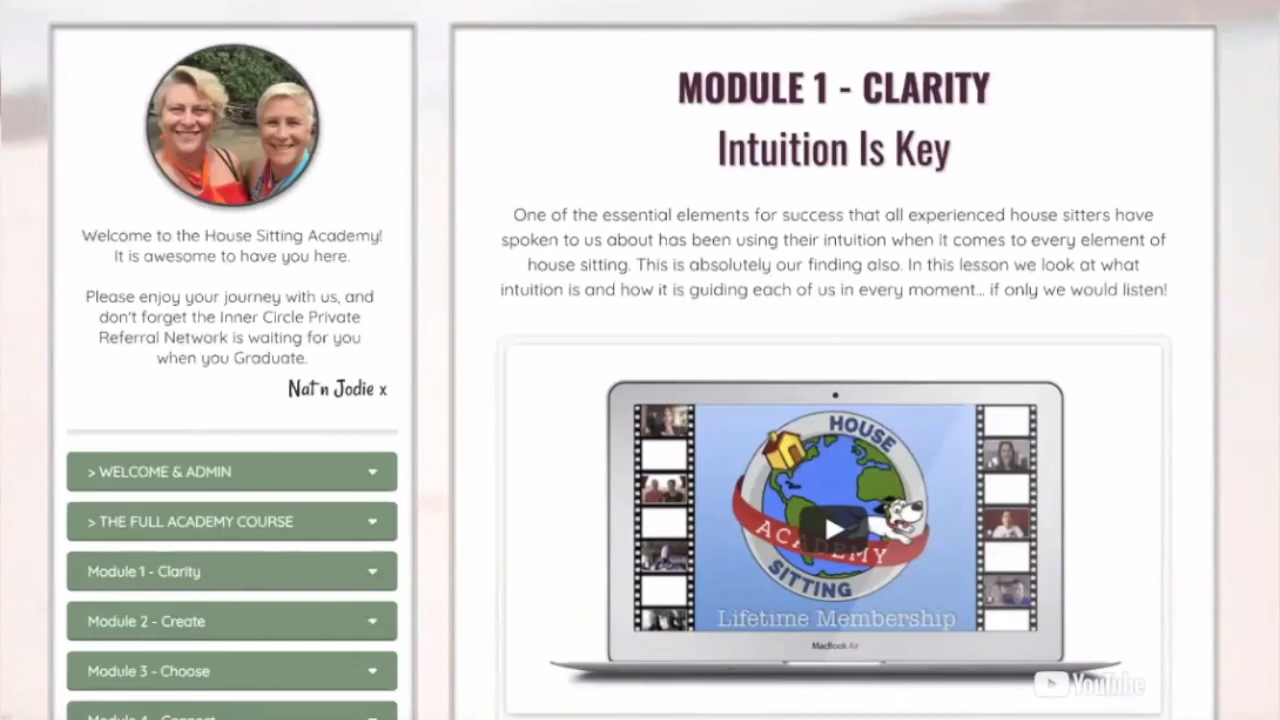 Welcome to the House Sitting Academy!
It is awesome to have you here.
Please enjoy your journey with us, and
don't forget the Inner Circle Private
Referral Network is waiting for you
when you Graduate.
Nat n Jodie x
> WELCOME & ADMIN
> THE FULL ACADEMY COURSE
Module 1 - Clarity
Module 2 - Create
Module 3 - Choose
Module 4 - Connect
MODULE 1 - CLARITY
Intuition Is Key
One of the essential elements for success that all experienced house sitters have
spoken to us about has been using their intuition when it comes to every element of
house sitting. This is absolutely our finding also. In this lesson we look at what
intuition is and how it is guiding each of us in every moment... if only we would listen!
HOUSE
ACADEMY
SITTING
Lifetime Membership
MacBook Air
YouTube